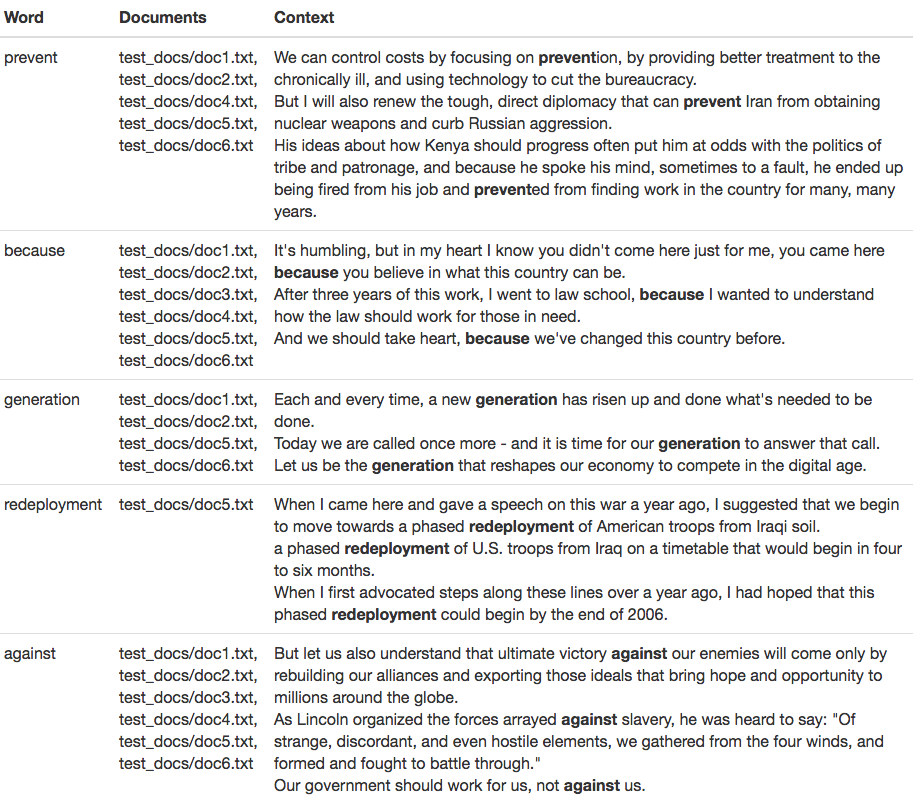 Word Documents Context
prevent test_docs/doc1.txt, We can control costs by focusing on prevention, by providing better treatment to the
test_docs/doc2.txt, chronically ill, and using technology to cut the bureaucracy.
test_docs/doc4.txt, But I will also renew the tough, direct diplomacy that can prevent Iran from obtaining
test_docs/doc5.txt, nuclear weapons and curb Russian aggression.
test_docs/doc6.txt His ideas about how Kenya should progress often put him at odds with the politics of
tribe and patronage, and because he spoke his mind, sometimes to a fault, he ended up
being fired from his job and prevented from finding work in the country for many, many
years.
because test_docs/doc1.txt, It's humbling, but in my heart I know you didn't come here just for me, you came here
test_docs/doc2.txt, because you believe in what this country can be.
test_docs/doc3.txt, After three years of this work, I went to law school, because I wanted to understand
test_docs/doc4.txt, how the law should work for those in need.
test_docs/doc5.txt, And we should take heart, because we've changed this country before.
test_docs/doc6.txt
generation test_docs/doc1.txt, Each and every time, a new generation has risen up and done what's needed to be
test_docs/doc2.txt, done.
test_docs/doc5.txt, Today we are called once more - and it is time for our generation to answer that call.
test_docs/doc6.txt Let us be the generation that reshapes our economy to compete in the digital age.
redeployment test_docs/doc5.txt When I came here and gave a speech on this war a year ago, I suggested that we begin
to move towards a phased redeployment of American troops from Iraqi soil.
a phased redeployment of U.S. troops from Iraq on a timetable that would begin in four
to six months.
When I first advocated steps along these lines over a year ago, I had hoped that this
phased redeployment could begin by the end of 2006.
against test_docs/doc1.txt, But let us also understand that ultimate victory against our enemies will come only by
test_docs/doc2.txt, rebuilding our alliances and exporting those ideals that bring hope and opportunity to
test_docs/doc3.txt, millions around the globe.
test_docs/doc4.txt, As Lincoln organized the forces arrayed against slavery, he was heard to say: "Of
test_docs/doc5.txt, strange, discordant, and even hostile elements, we gathered from the four winds, and
test_docs/doc6.txt formed and fought to battle through."
Our government should work for us, not against us.